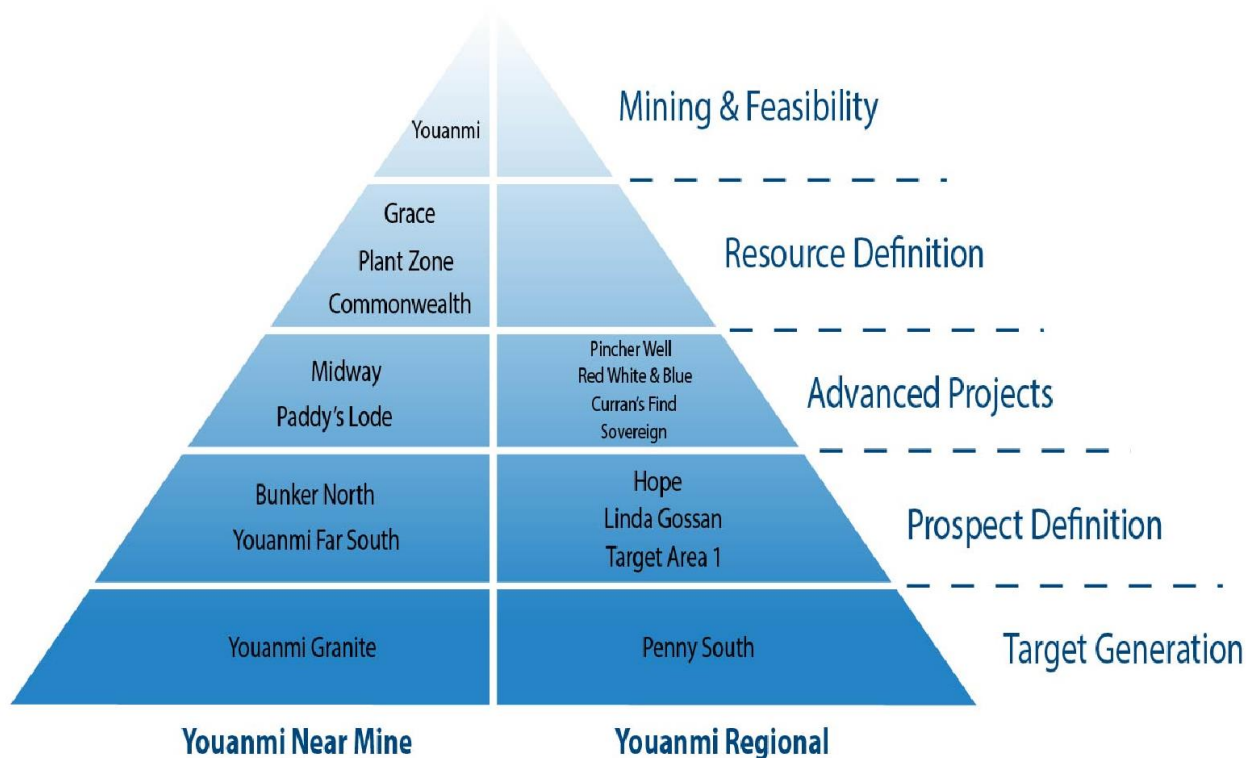 Youanmi
Mining & Feasibility
Grace
Plant Zone
Commonwealth
Resource Definition
Midway
Paddy's Lode
Pincher Well
Red White & Blue
Curran's Find
Sovereign
Advanced Projects
Bunker North
Youanmi Far South
Hope
Linda Gossan
Target Area 1
Prospect Definition
Youanmi Granite
Penny South
Target Generation
Youanmi Near Mine
Youanmi Regional